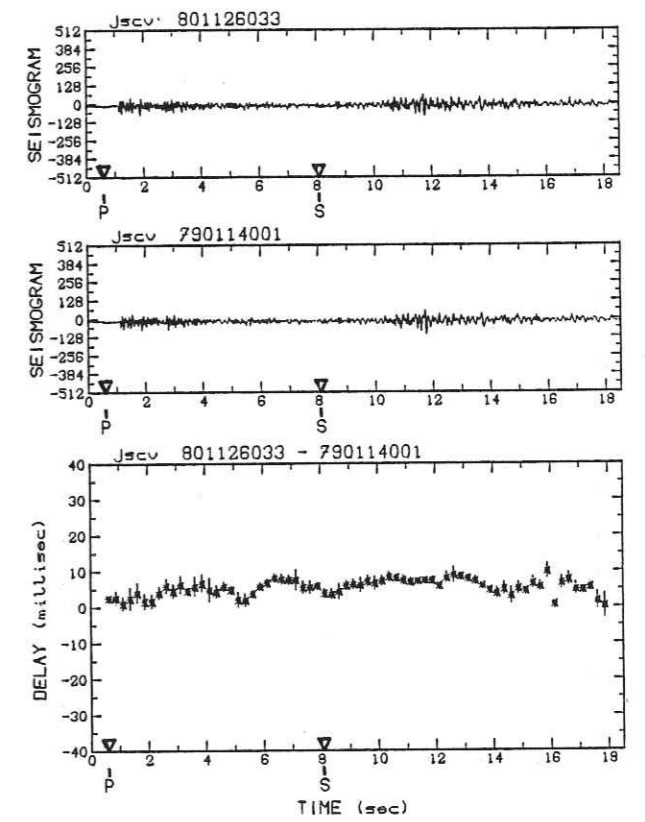 Jscv 801126033
SEISMOGRAM
512
384
256
128
0
-128
-256
-384
-512
0 2 4 6 8 10 12 14 16 18
P S
Jscv 790114001
SEISMOGRAM
512
384
256
128
0
-128
-256
-384
-512
0 2 4 6 8 10 12 14 16 18
P S
Jscv 801126033 - 790114001
DELAY (millisec)
40
30
20
10
0
-10
-20
-30
-40
0 2 4 6 8 10 12 14 16 18
P S
TIME (sec)